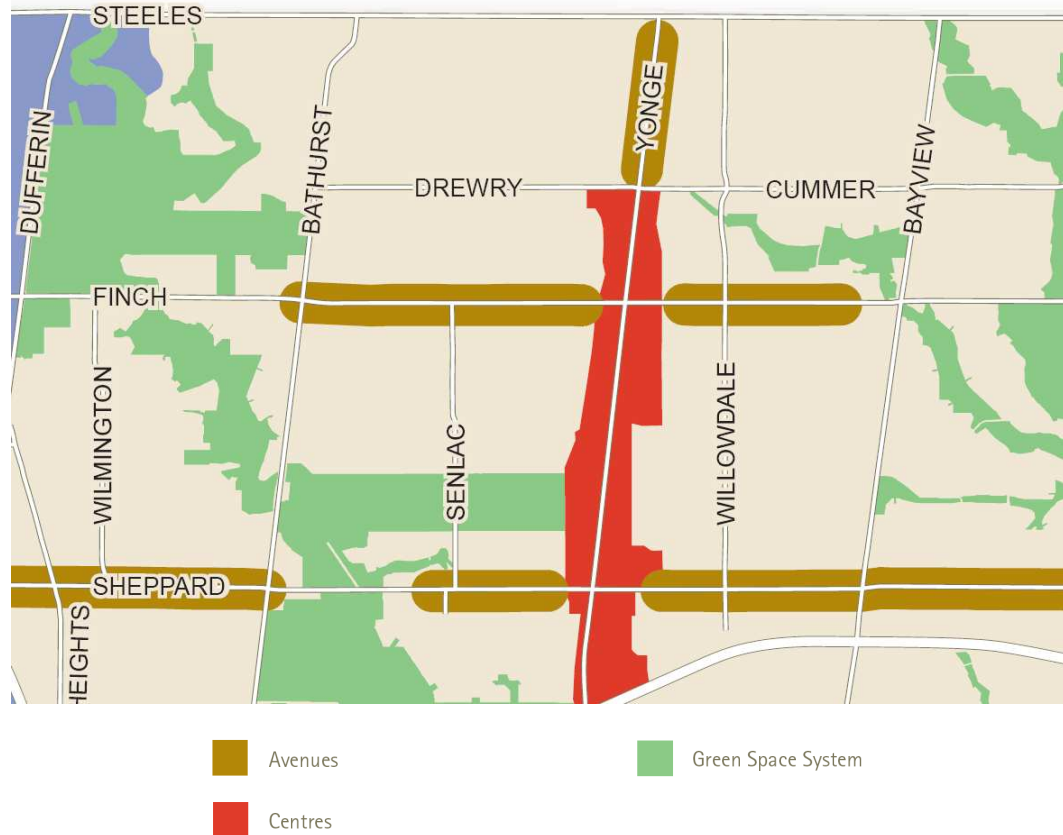 STEELES
YONGE
DUFFERIN
BATHURST
BAYVIEW
DREWRY
CUMMER
FINCH
WILMINGTON
SENLAC
WILLOWDALE
SHEPPARD
HEIGHTS
Avenues
Green Space System
Centres